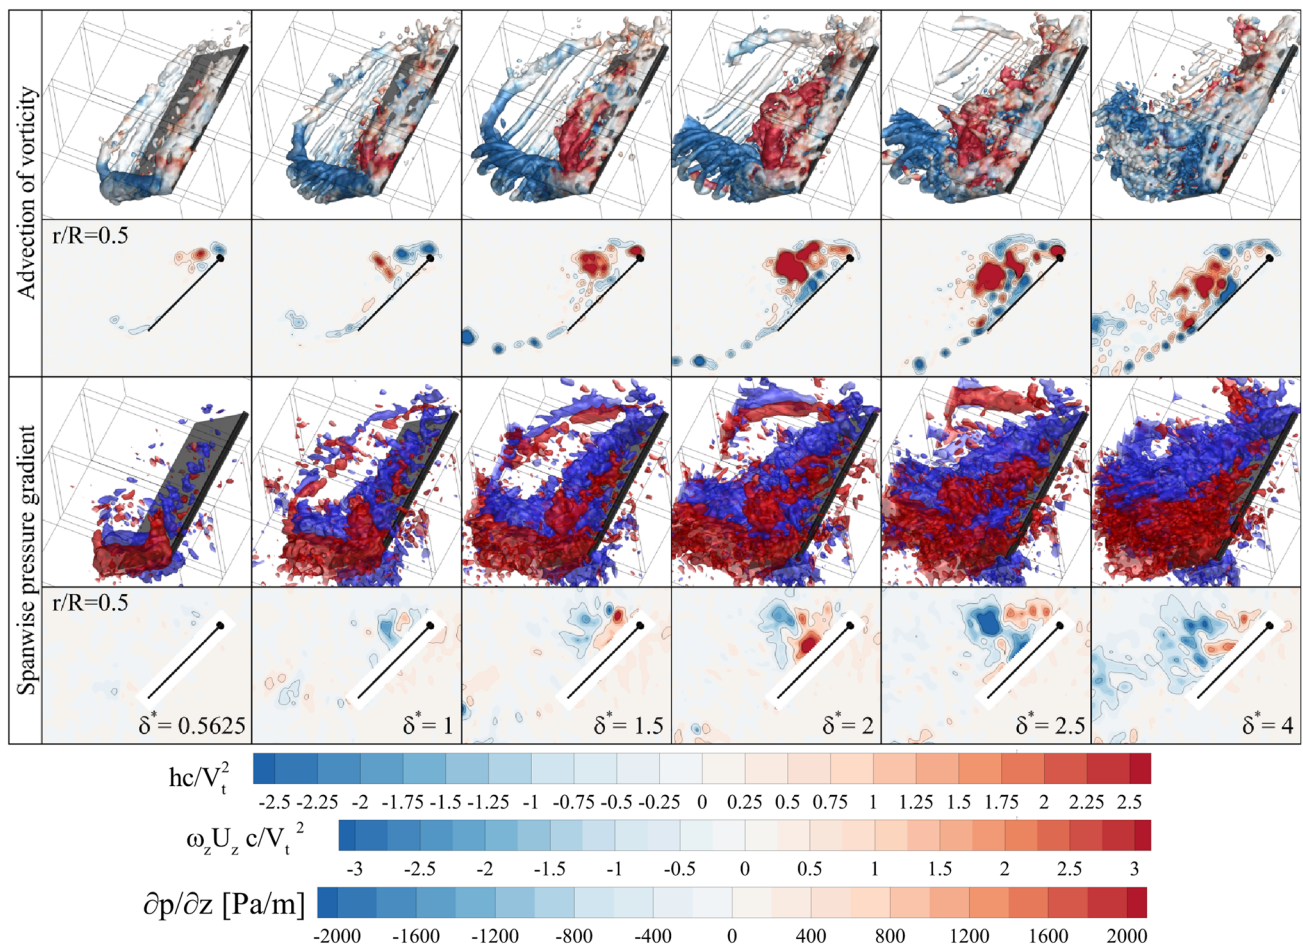 Advection of vorticity
r/R=0.5
Spanwise pressure gradient
r/R=0.5
δ* = 0.5625
δ* = 1
δ* = 1.5
δ* = 2
δ* = 2.5
δ* = 4
hc/Vₜ²
-2.5 -2.25 -2 -1.75 -1.5 -1.25 -1 -0.75 -0.5 -0.25 0 0.25 0.5 0.75 1 1.25 1.5 1.75 2 2.25 2.5
ω_z U_z c/Vₜ²
-3 -2.5 -2 -1.5 -1 -0.5 0 0.5 1 1.5 2 2.5 3
∂p/∂z [Pa/m]
-2000 -1600 -1200 -800 -400 0 400 800 1200 1600 2000